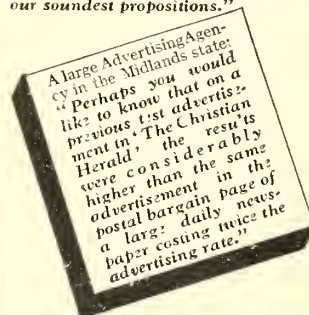 our soundest propositions."
A large Advertising Agen-
cy in the Midlands state:
"Perhaps you would
like to know that on a
previous test advertise-
ment in 'The Christian
Herald', the results
were considerably
higher than the same
advertisement in the
postal bargain page of
a large daily news-
paper costing twice the
advertising rate."